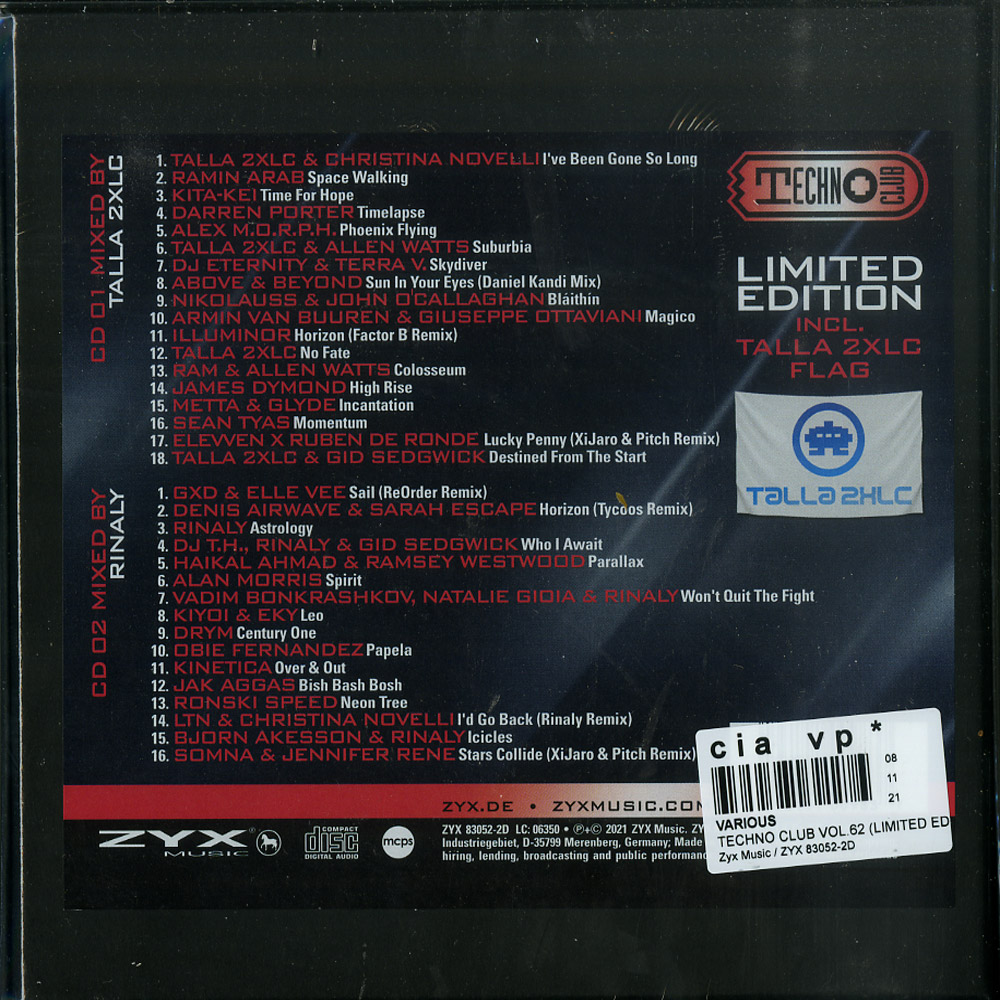 CD 01 MIXED BY
TALLA 2XLC
1. TALLA 2XLC & CHRISTINA NOVELLI I've Been Gone So Long
2. RAMIN ARAB Space Walking
3. KITA-KEI Time For Hope
4. DARREN PORTER Timelapse
5. ALEX M.O.R.P.H. Phoenix Flying
6. TALLA 2XLC & ALLEN WATTS Suburbia
7. DJ ETERNITY & TERRA V. Skydiver
8. ABOVE & BEYOND Sun In Your Eyes (Daniel Kandi Mix)
9. NIKOLAUSS & JOHN O'CALLAGHAN Bláithín
10. ARMIN VAN BUUREN & GIUSEPPE OTTAVIANI Magico
11. ILLUMINOR Horizon (Factor B Remix)
12. TALLA 2XLC No Fate
13. RAM & ALLEN WATTS Colosseum
14. JAMES DYMOND High Rise
15. METTA & GLYDE Incantation
16. SEAN TYAS Momentum
17. ELEVVEN X RUBEN DE RONDE Lucky Penny (XiJaro & Pitch Remix)
18. TALLA 2XLC & GID SEDGWICK Destined From The Start
TECHNO CLUB
LIMITED
EDITION
INCL.
TALLA 2XLC
FLAG
TALLA 2XLC
CD 02 MIXED BY
RINALY
1. GXD & ELLE VEE Sail (ReOrder Remix)
2. DENIS AIRWAVE & SARAH ESCAPE Horizon (Tycoos Remix)
3. RINALY Astrology
4. DJ T.H., RINALY & GID SEDGWICK Who I Await
5. HAIKAL AHMAD & RAMSEY WESTWOOD Parallax
6. ALAN MORRIS Spirit
7. VADIM BONKRASHKOV, NATALIE GIOIA & RINALY Won't Quit The Fight
8. KIYOI & EKY Leo
9. DRYM Century One
10. OBIE FERNANDEZ Papela
11. KINETICA Over & Out
12. JAK AGGAS Bish Bash Bosh
13. RONSKI SPEED Neon Tree
14. LTN & CHRISTINA NOVELLI I'd Go Back (Rinaly Remix)
15. BJORN AKESSON & RINALY Icicles
16. SOMNA & JENNIFER RENE Stars Collide (XiJaro & Pitch Remix)
cia vp *
08
11
21
VARIOUS
TECHNO CLUB VOL.62 (LIMITED ED
Zyx Music / ZYX 83052-2D
ZYX.DE • ZYXMUSIC.COM
ZYX
MUSIC
COMPACT
disc
DIGITAL AUDIO
mcps
ZYX 83052-2D LC: 06350 • ℗+© 2021 ZYX Music. ZY
Industriegebiet, D-35799 Merenberg, Germany; Made
hiring, lending, broadcasting and public performanc